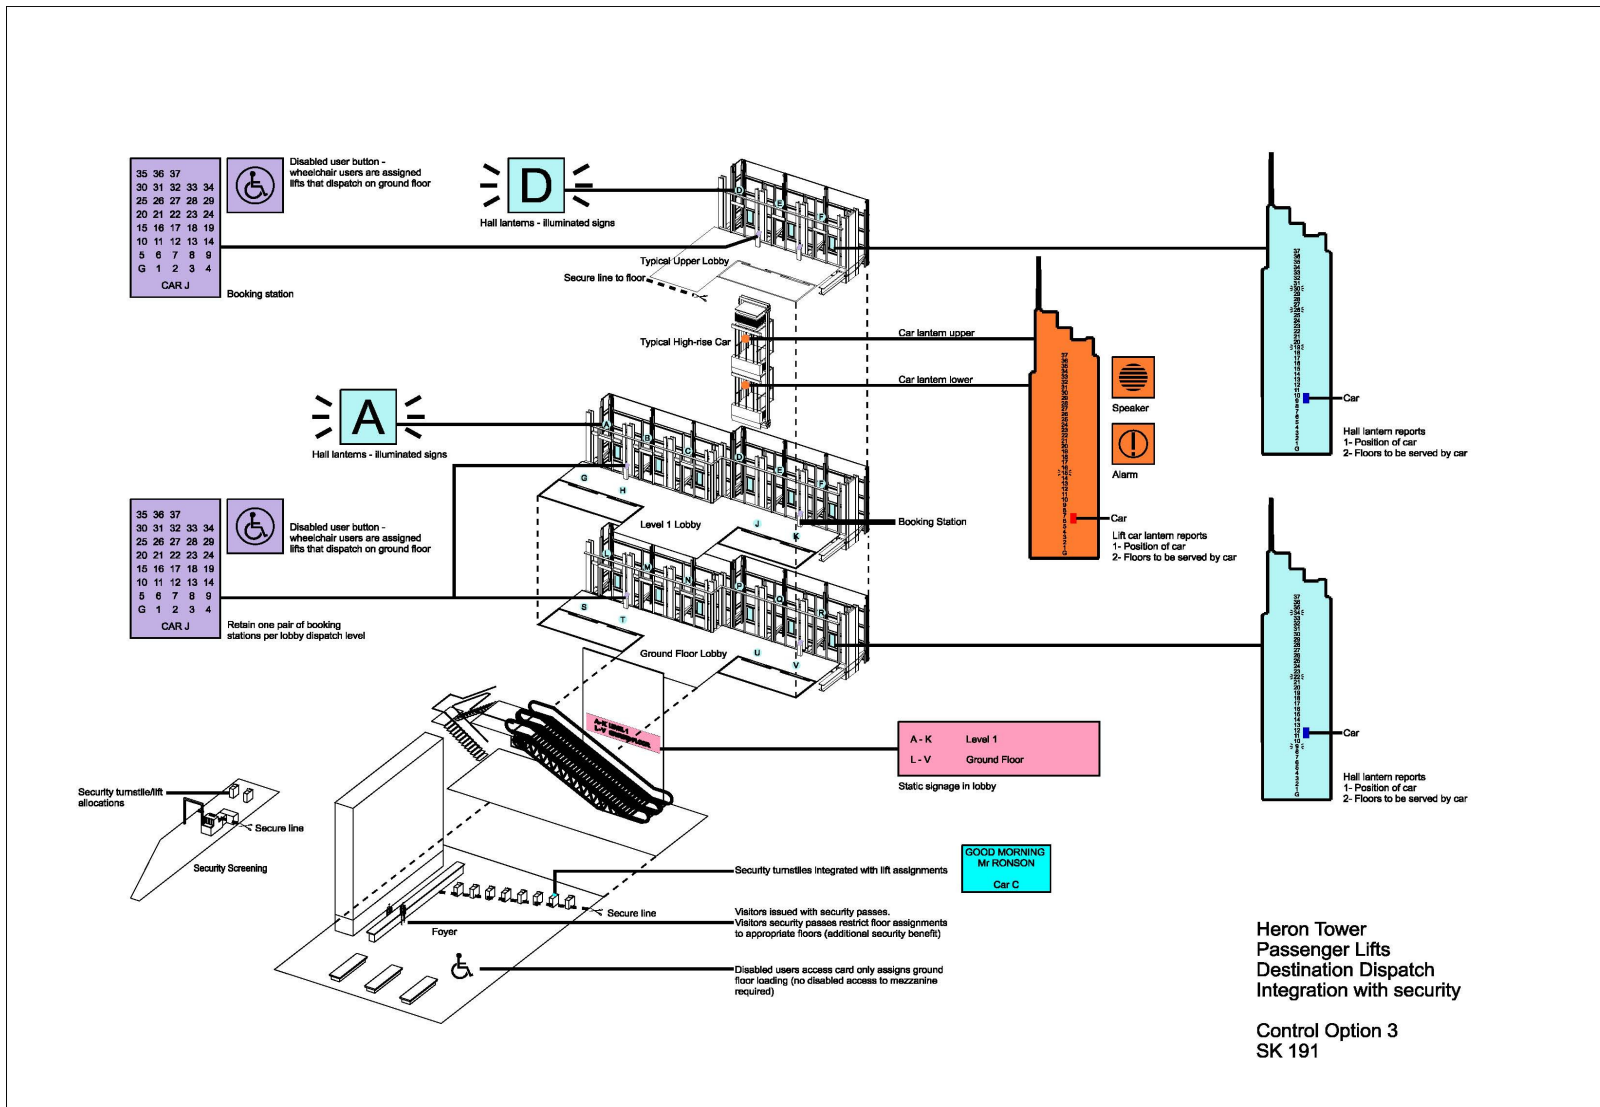 35 36 37
30 31 32 33 34
25 26 27 28 29
20 21 22 23 24
15 16 17 18 19
10 11 12 13 14
5 6 7 8 9
G 1 2 3 4
CAR J
Booking station
Disabled user button -
wheelchair users are assigned
lifts that dispatch on ground floor
D
Hall lanterns - illuminated signs
D
E
F
Typical Upper Lobby
Secure line to floor
Typical High-rise Car
Car lantern upper
Car lantern lower
Speaker
Alarm
Car
Lift car lantern reports
1- Position of car
2- Floors to be served by car
Car
Hall lantern reports
1- Position of car
2- Floors to be served by car
A
Hall lanterns - illuminated signs
A
B
C
D
E
F
G
H
J
K
Level 1 Lobby
Booking Station
35 36 37
30 31 32 33 34
25 26 27 28 29
20 21 22 23 24
15 16 17 18 19
10 11 12 13 14
5 6 7 8 9
G 1 2 3 4
CAR J
Disabled user button -
wheelchair users are assigned
lifts that dispatch on ground floor
Retain one pair of booking
stations per lobby dispatch level
L
M
N
P
Q
R
S
T
U
V
Ground Floor Lobby
Car
Hall lantern reports
1- Position of car
2- Floors to be served by car
A-K LEVEL 1
L-V GROUND FLOOR
A - K Level 1
L - V Ground Floor
Static signage in lobby
Security turnstile/lift
allocations
Secure line
Security Screening
Security turnstiles integrated with lift assignments
GOOD MORNING
Mr RONSON
Car C
Secure line
Foyer
Visitors issued with security passes.
Visitors security passes restrict floor assignments
to appropriate floors (additional security benefit)
Disabled users access card only assigns ground
floor loading (no disabled access to mezzanine
required)
Heron Tower
Passenger Lifts
Destination Dispatch
Integration with security
Control Option 3
SK 191